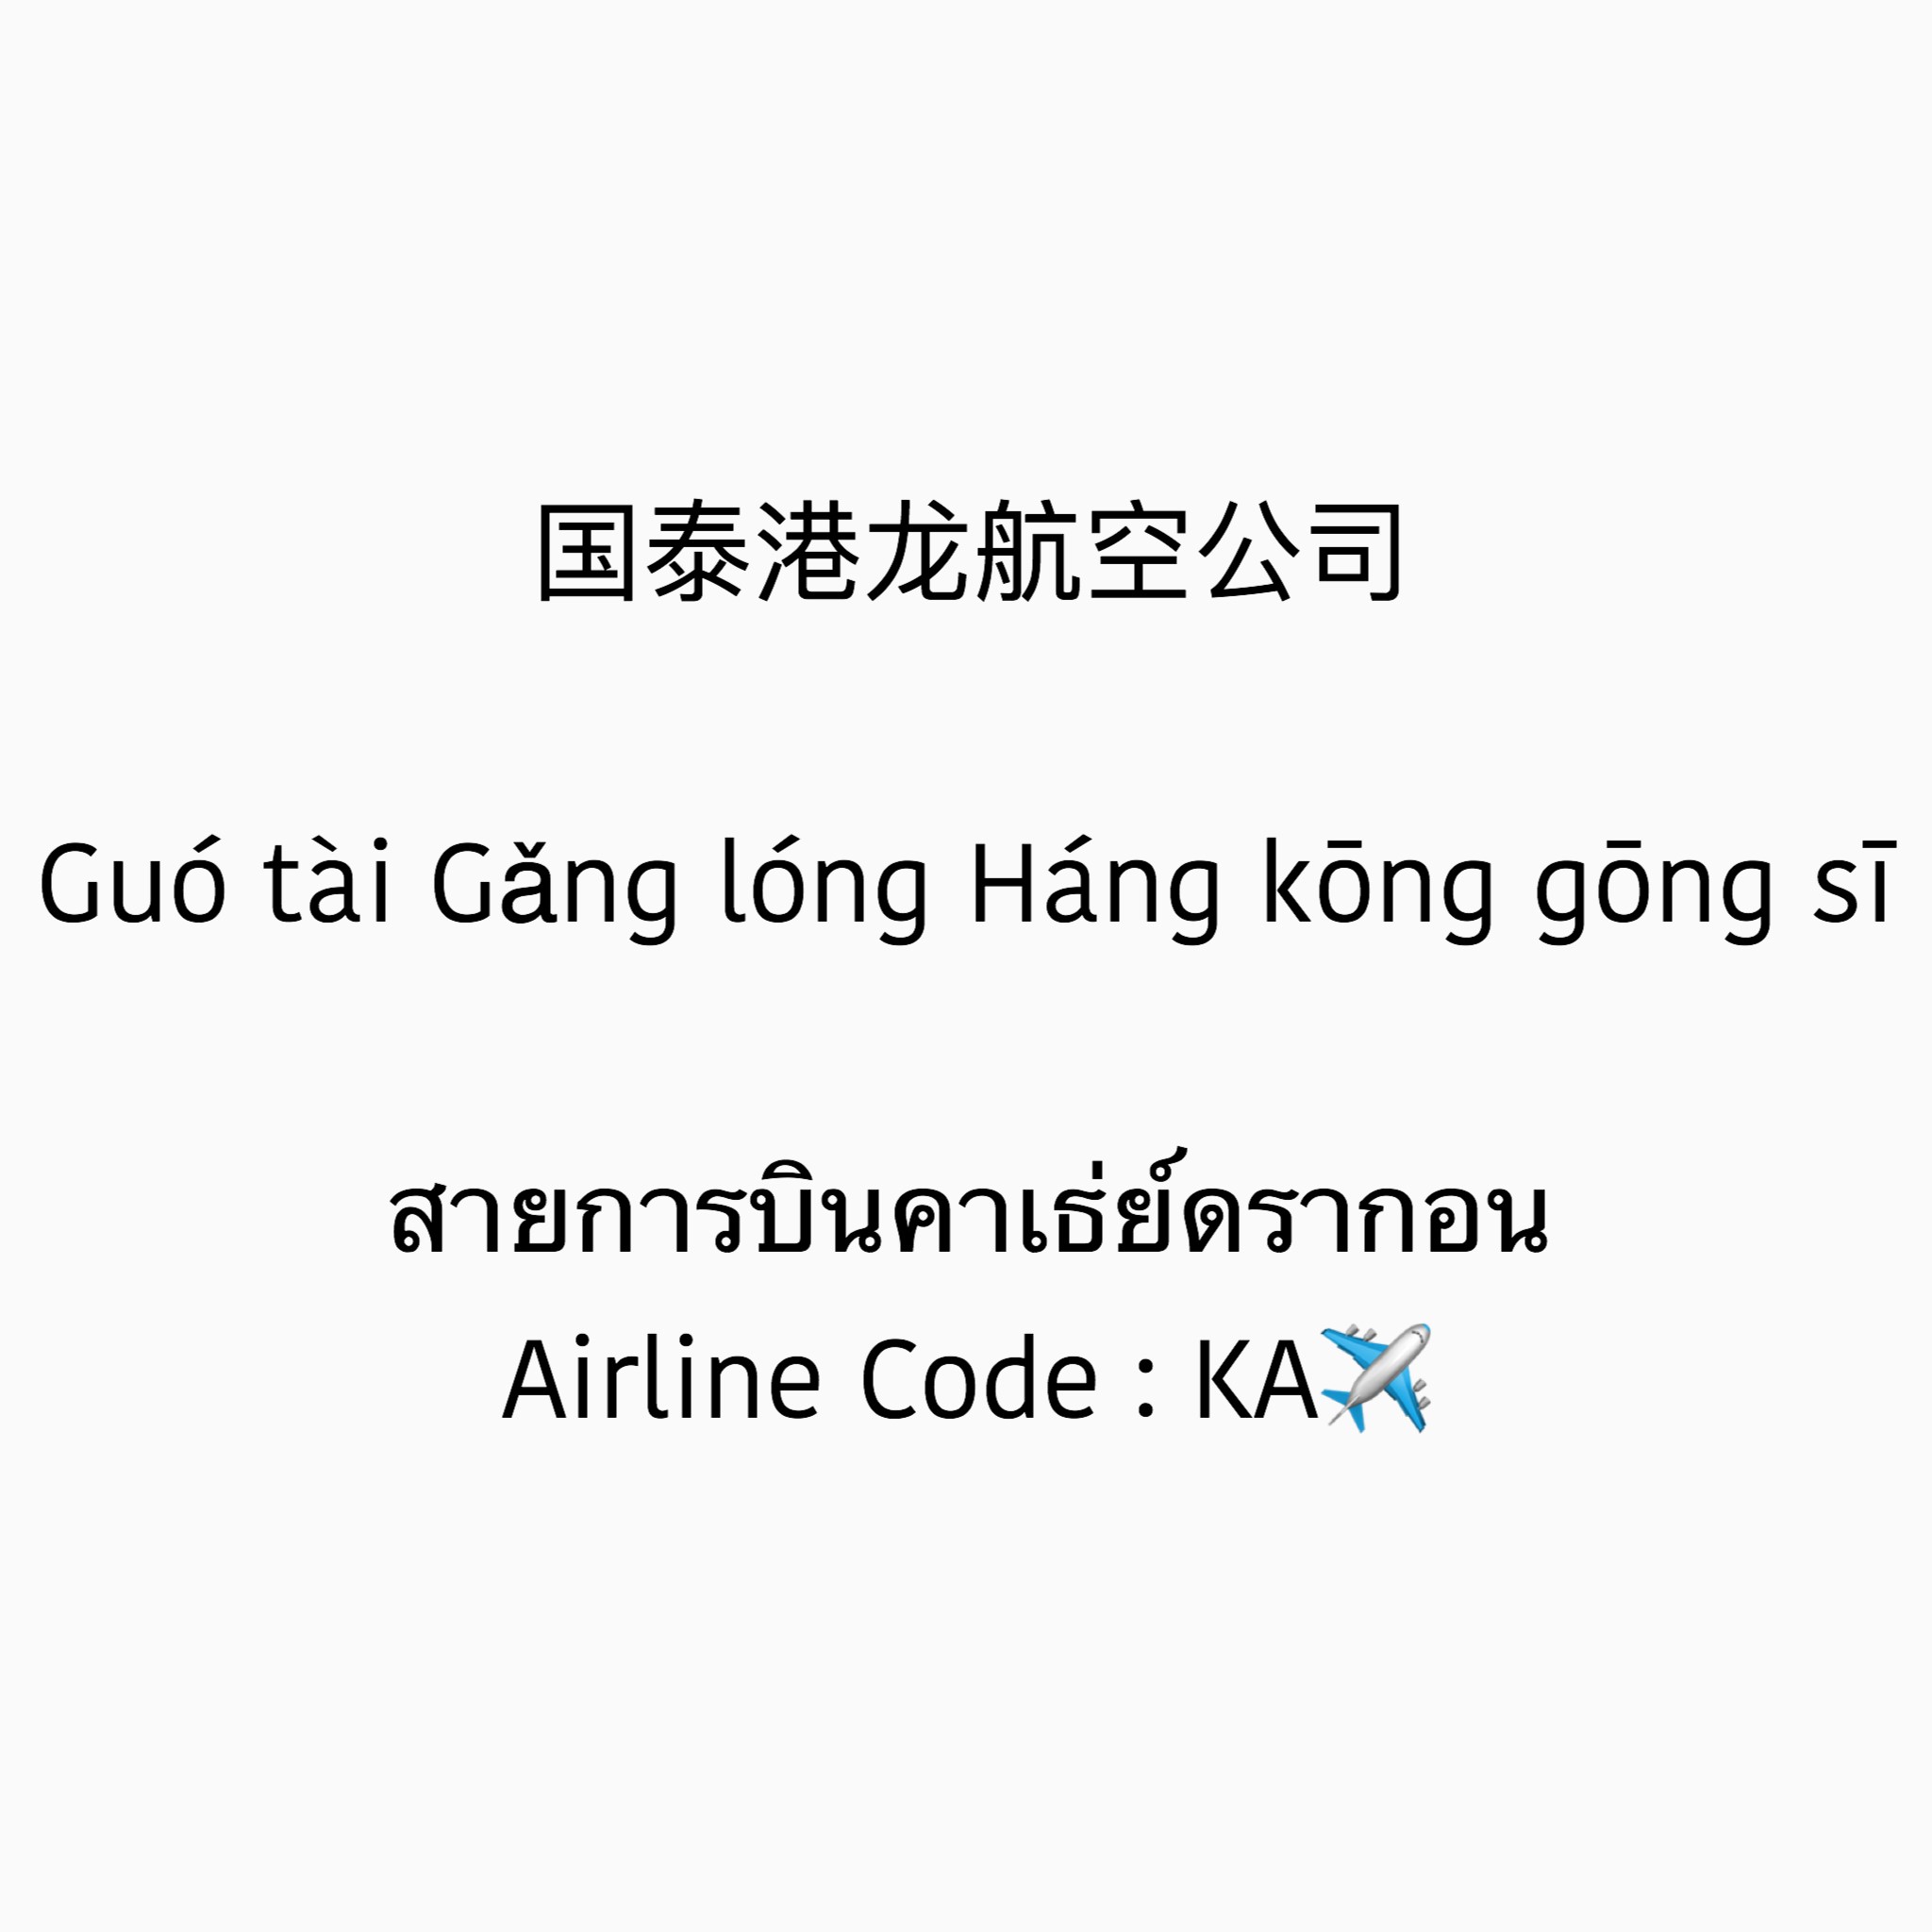 国泰港龙航空公司
Guó tài Gǎng lóng Háng kōng gōng sī
สายการบินคาเธ่ย์ดรากอน
Airline Code : KA✈️